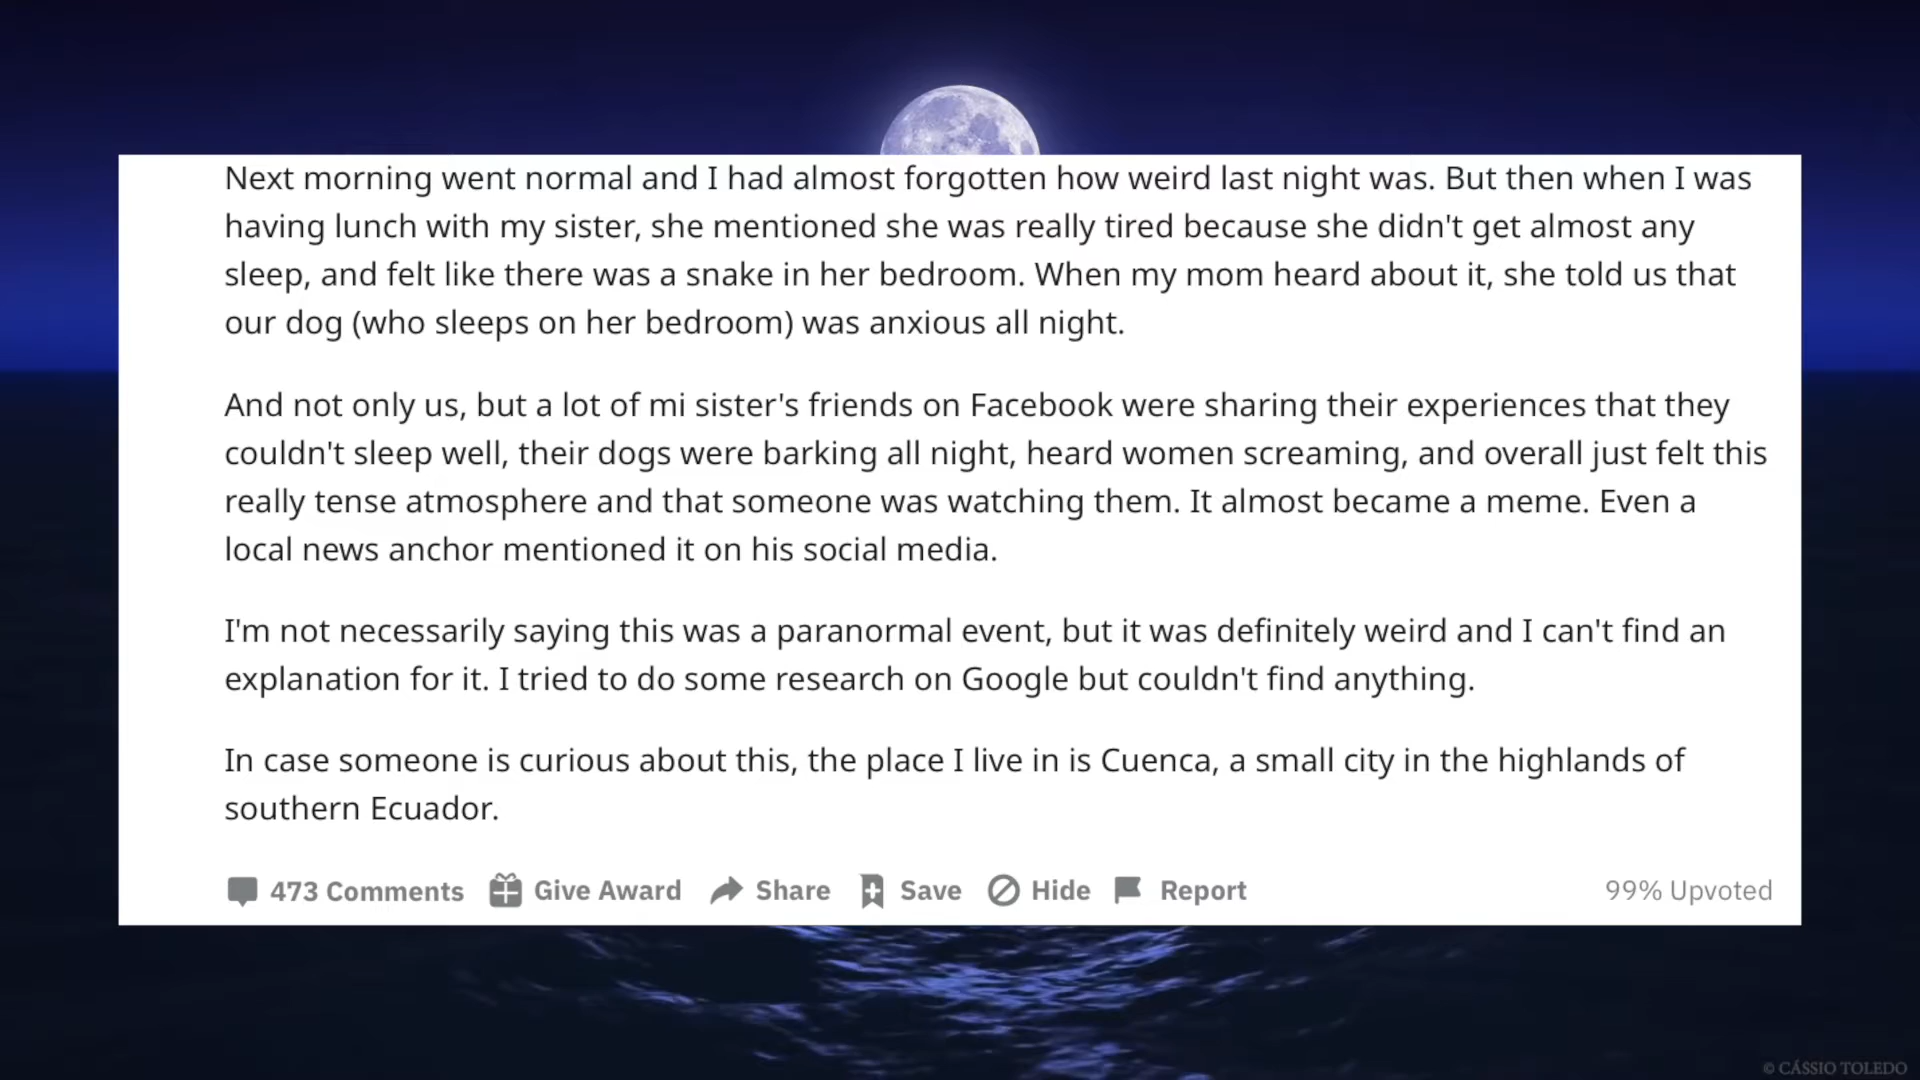 Next morning went normal and I had almost forgotten how weird last night was. But then when I was
having lunch with my sister, she mentioned she was really tired because she didn't get almost any
sleep, and felt like there was a snake in her bedroom. When my mom heard about it, she told us that
our dog (who sleeps on her bedroom) was anxious all night.
And not only us, but a lot of mi sister's friends on Facebook were sharing their experiences that they
couldn't sleep well, their dogs were barking all night, heard women screaming, and overall just felt this
really tense atmosphere and that someone was watching them. It almost became a meme. Even a
local news anchor mentioned it on his social media.
I'm not necessarily saying this was a paranormal event, but it was definitely weird and I can't find an
explanation for it. I tried to do some research on Google but couldn't find anything.
In case someone is curious about this, the place I live in is Cuenca, a small city in the highlands of
southern Ecuador.
473 Comments Give Award Share Save Hide Report 99% Upvoted
© CÁSSIO TOLEDO